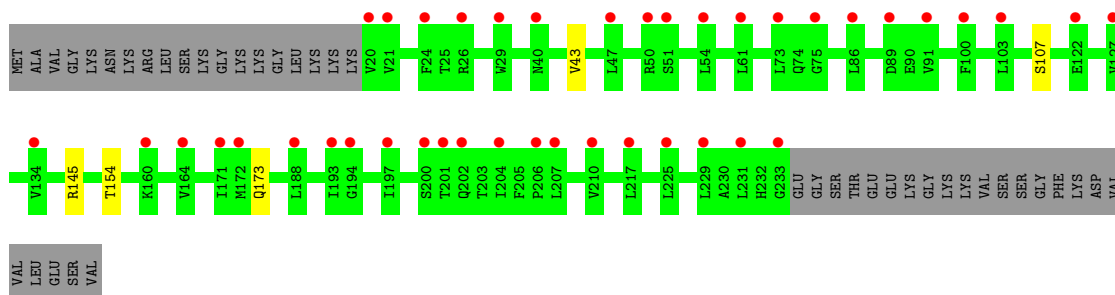 MET ALA VAL GLY LYS ASN LYS ARG LEU SER LYS GLY LYS LYS GLY LEU LYS LYS LYS V20 V21 F24 T25 R26 W29 N40 V43 L47 R50 S51 L54 L61 L73 Q74 G75 L86 D89 E90 V91 F100 L103 S107 E122 V127
V134 R145 T154 K160 V164 I171 M172 Q173 L188 I193 G194 I197 S200 T201 Q202 T203 I204 F205 P206 L207 V210 L217 L225 L229 A230 L231 H232 G233 GLU GLY SER THR GLU GLU LYS GLY LYS LYS VAL SER SER GLY PHE LYS ASP VAL
VAL LEU GLU SER VAL